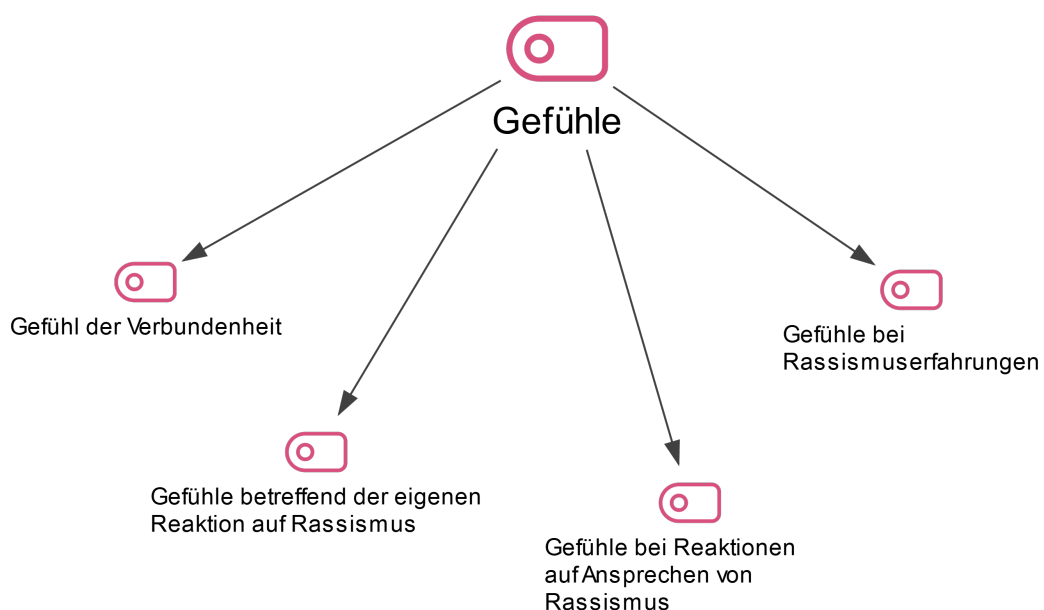 Gefühle
Gefühl der Verbundenheit
Gefühle bei
Rassismuserfahrungen
Gefühle betreffend der eigenen
Reaktion auf Rassismus
Gefühle bei Reaktionen
auf Ansprechen von
Rassismus